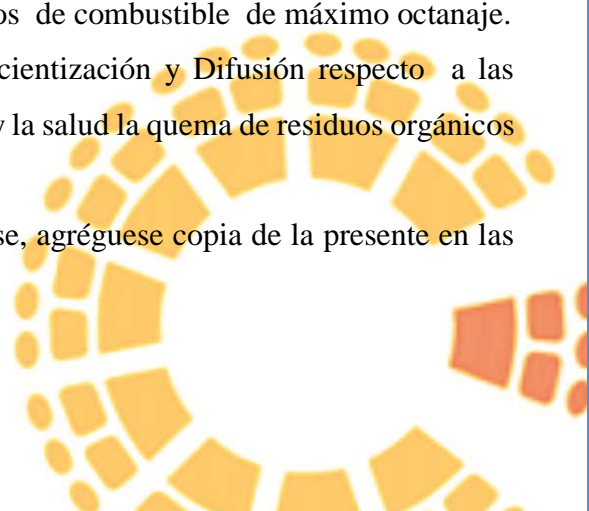 os de combustible de máximo octanaje.
cientización y Difusión respecto a las
y la salud la quema de residuos orgánicos
se, agréguese copia de la presente en las